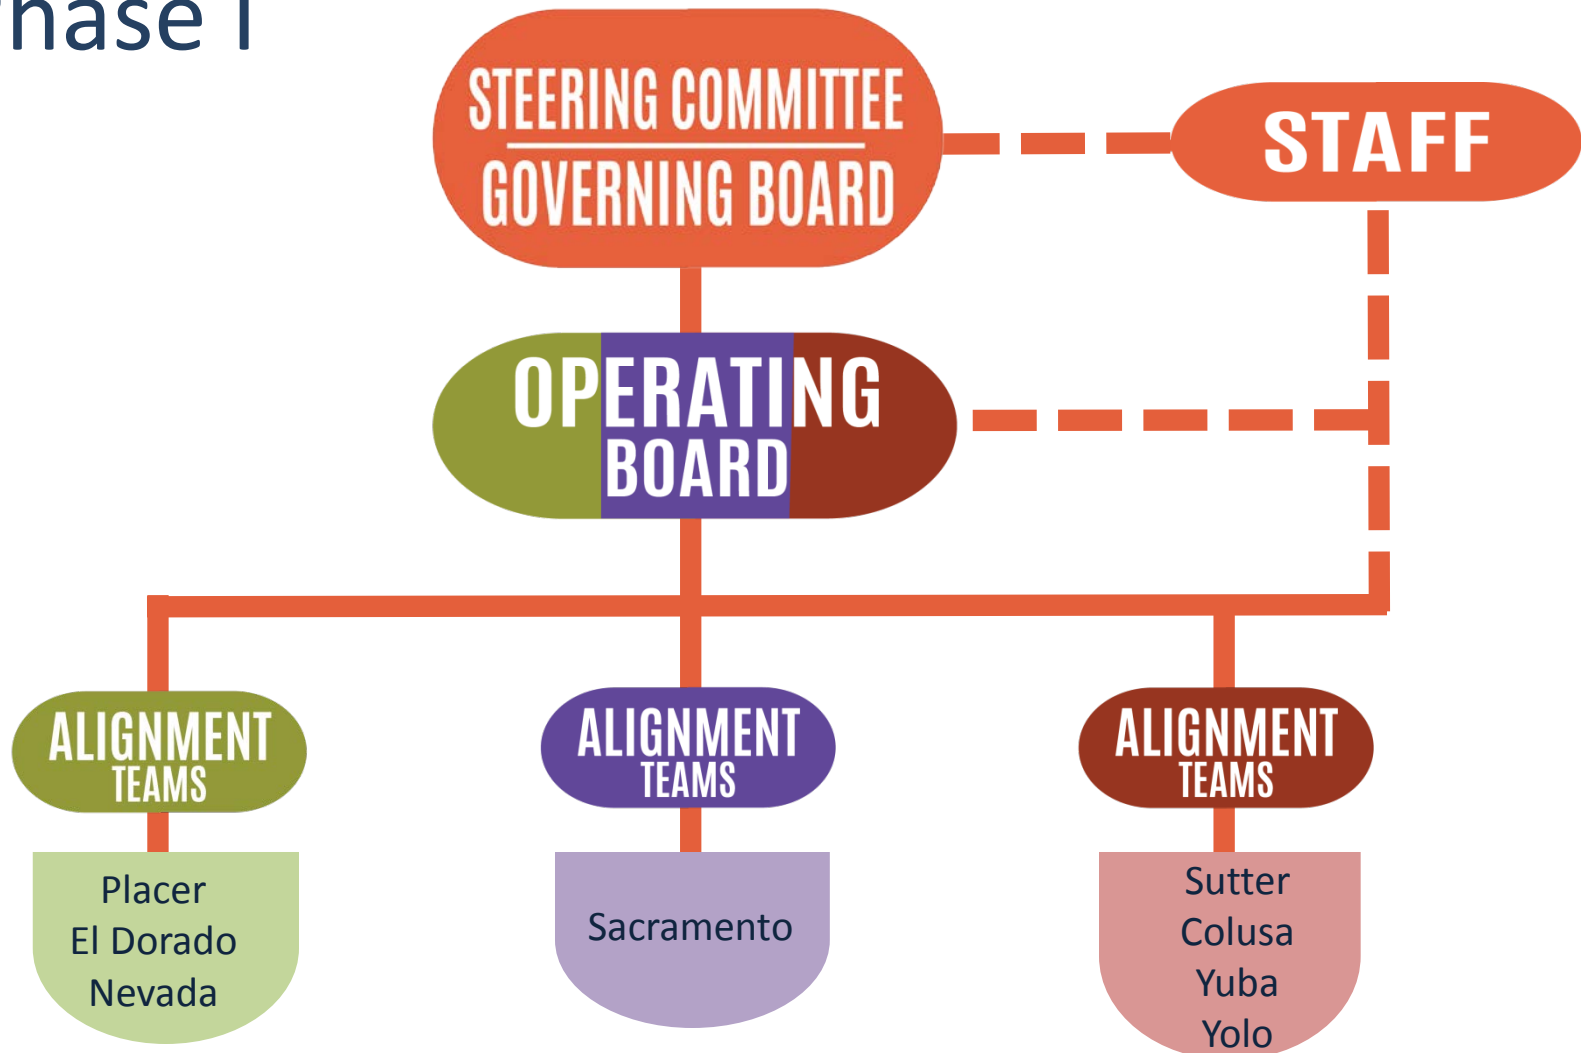 Phase I
STEERING COMMITTEE
GOVERNING BOARD
STAFF
OPERATING
BOARD
ALIGNMENT
TEAMS
Placer
El Dorado
Nevada
ALIGNMENT
TEAMS
Sacramento
ALIGNMENT
TEAMS
Sutter
Colusa
Yuba
Yolo